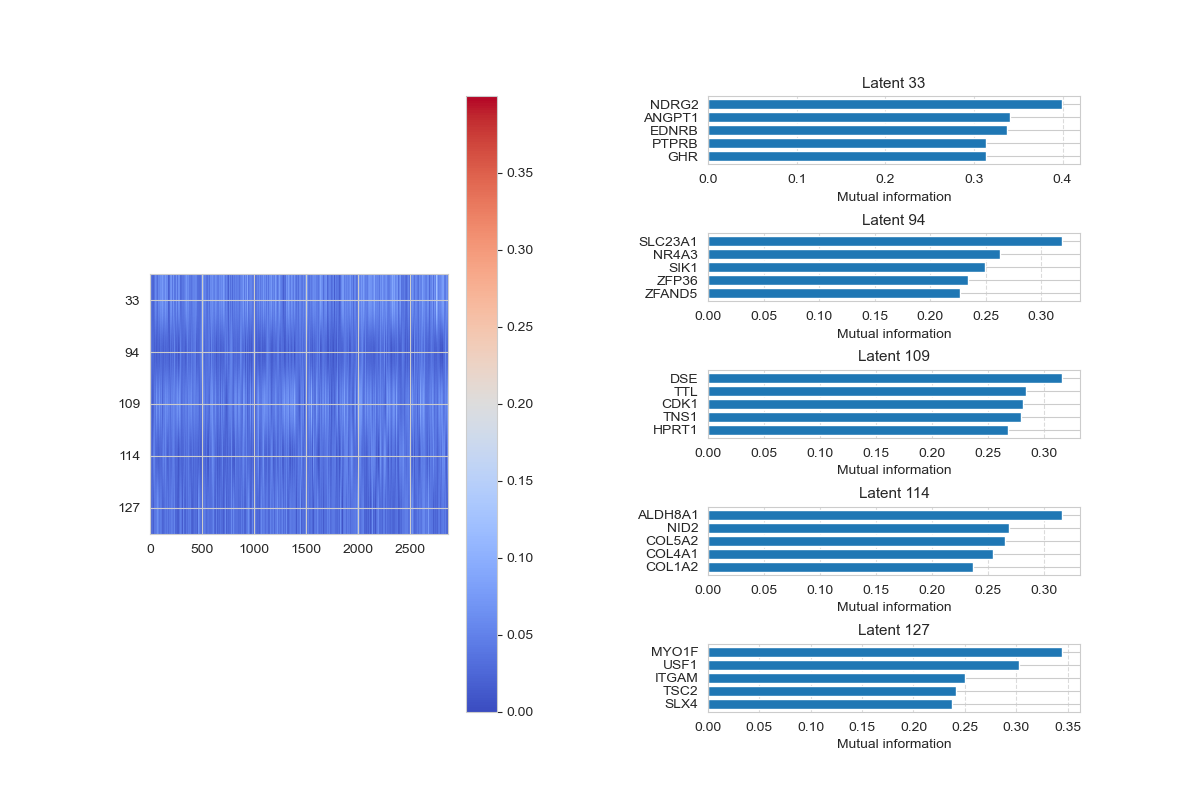 33
94
109
114
127
0 500 1000 1500 2000 2500
0.35
0.30
0.25
0.20
0.15
0.10
0.05
0.00
Latent 33
NDRG2
ANGPT1
EDNRB
PTPRB
GHR
0.0 0.1 0.2 0.3 0.4
Mutual information
Latent 94
SLC23A1
NR4A3
SIK1
ZFP36
ZFAND5
0.00 0.05 0.10 0.15 0.20 0.25 0.30
Mutual information
Latent 109
DSE
TTL
CDK1
TNS1
HPRT1
0.00 0.05 0.10 0.15 0.20 0.25 0.30
Mutual information
Latent 114
ALDH8A1
NID2
COL5A2
COL4A1
COL1A2
0.00 0.05 0.10 0.15 0.20 0.25 0.30
Mutual information
Latent 127
MYO1F
USF1
ITGAM
TSC2
SLX4
0.00 0.05 0.10 0.15 0.20 0.25 0.30 0.35
Mutual information